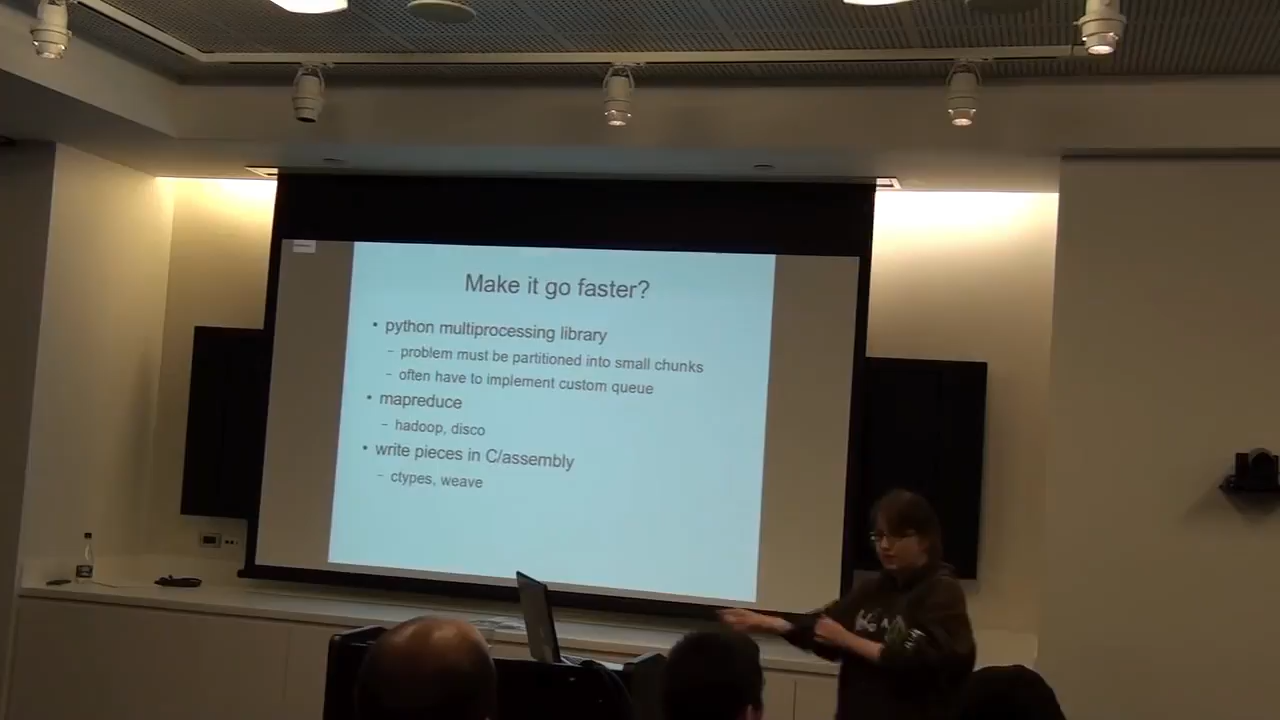 Make it go faster?
• python multiprocessing library
– problem must be partitioned into small chunks
– often have to implement custom queue
• mapreduce
– hadoop, disco
• write pieces in C/assembly
– ctypes, weave